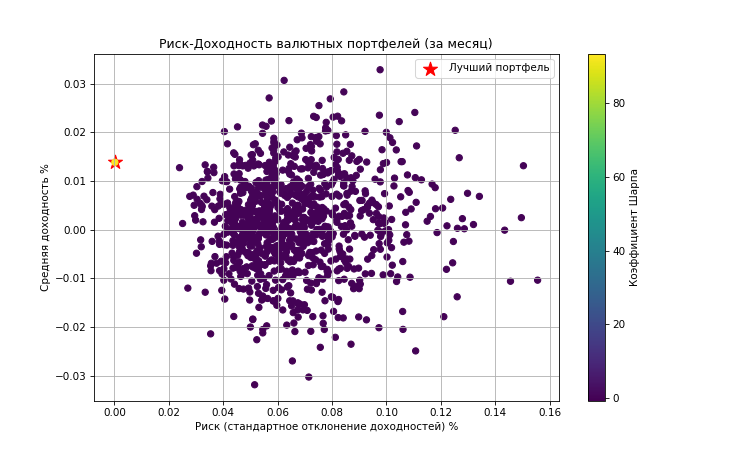 Риск-Доходность валютных портфелей (за месяц)
Лучший портфель
Средняя доходность %
0.03
0.02
0.01
0.00
−0.01
−0.02
−0.03
0.00 0.02 0.04 0.06 0.08 0.10 0.12 0.14 0.16
Риск (стандартное отклонение доходностей) %
80
60
40
20
0
Коэффициент Шарпа